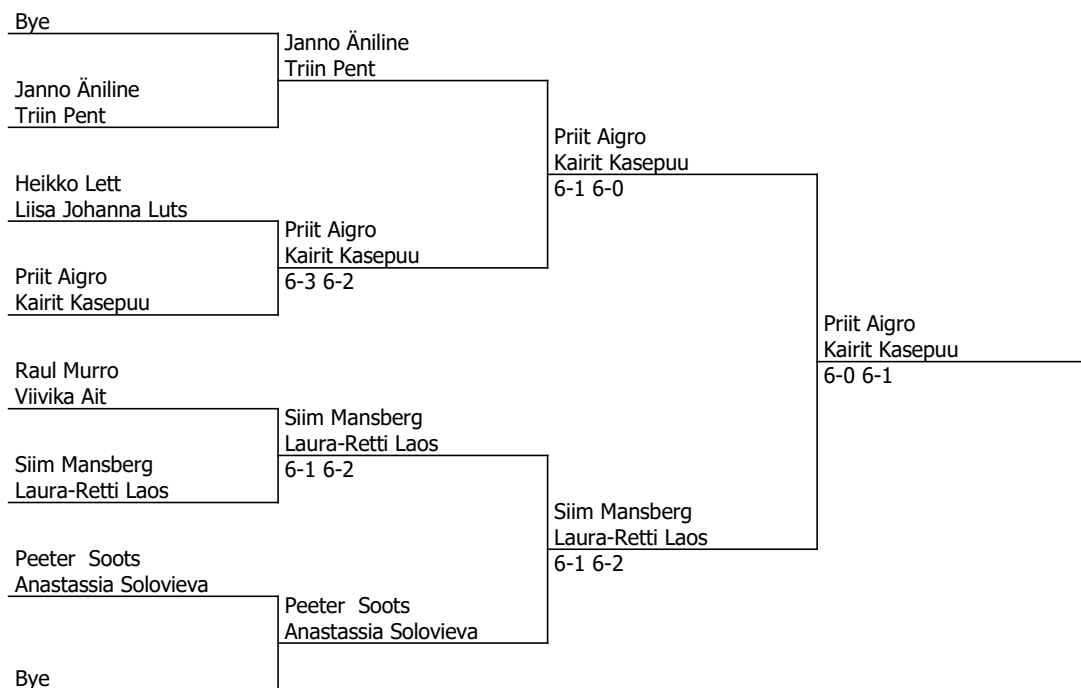 Bye
Janno Äniline
Triin Pent
Janno Äniline
Triin Pent
Priit Aigro
Kairit Kasepuu
6-1 6-0
Heikko Lett
Liisa Johanna Luts
Priit Aigro
Kairit Kasepuu
6-3 6-2
Priit Aigro
Kairit Kasepuu
Priit Aigro
Kairit Kasepuu
6-0 6-1
Raul Murro
Viivika Ait
Siim Mansberg
Laura-Retti Laos
6-1 6-2
Siim Mansberg
Laura-Retti Laos
Siim Mansberg
Laura-Retti Laos
6-1 6-2
Peeter  Soots
Anastassia Solovieva
Peeter  Soots
Anastassia Solovieva
Bye